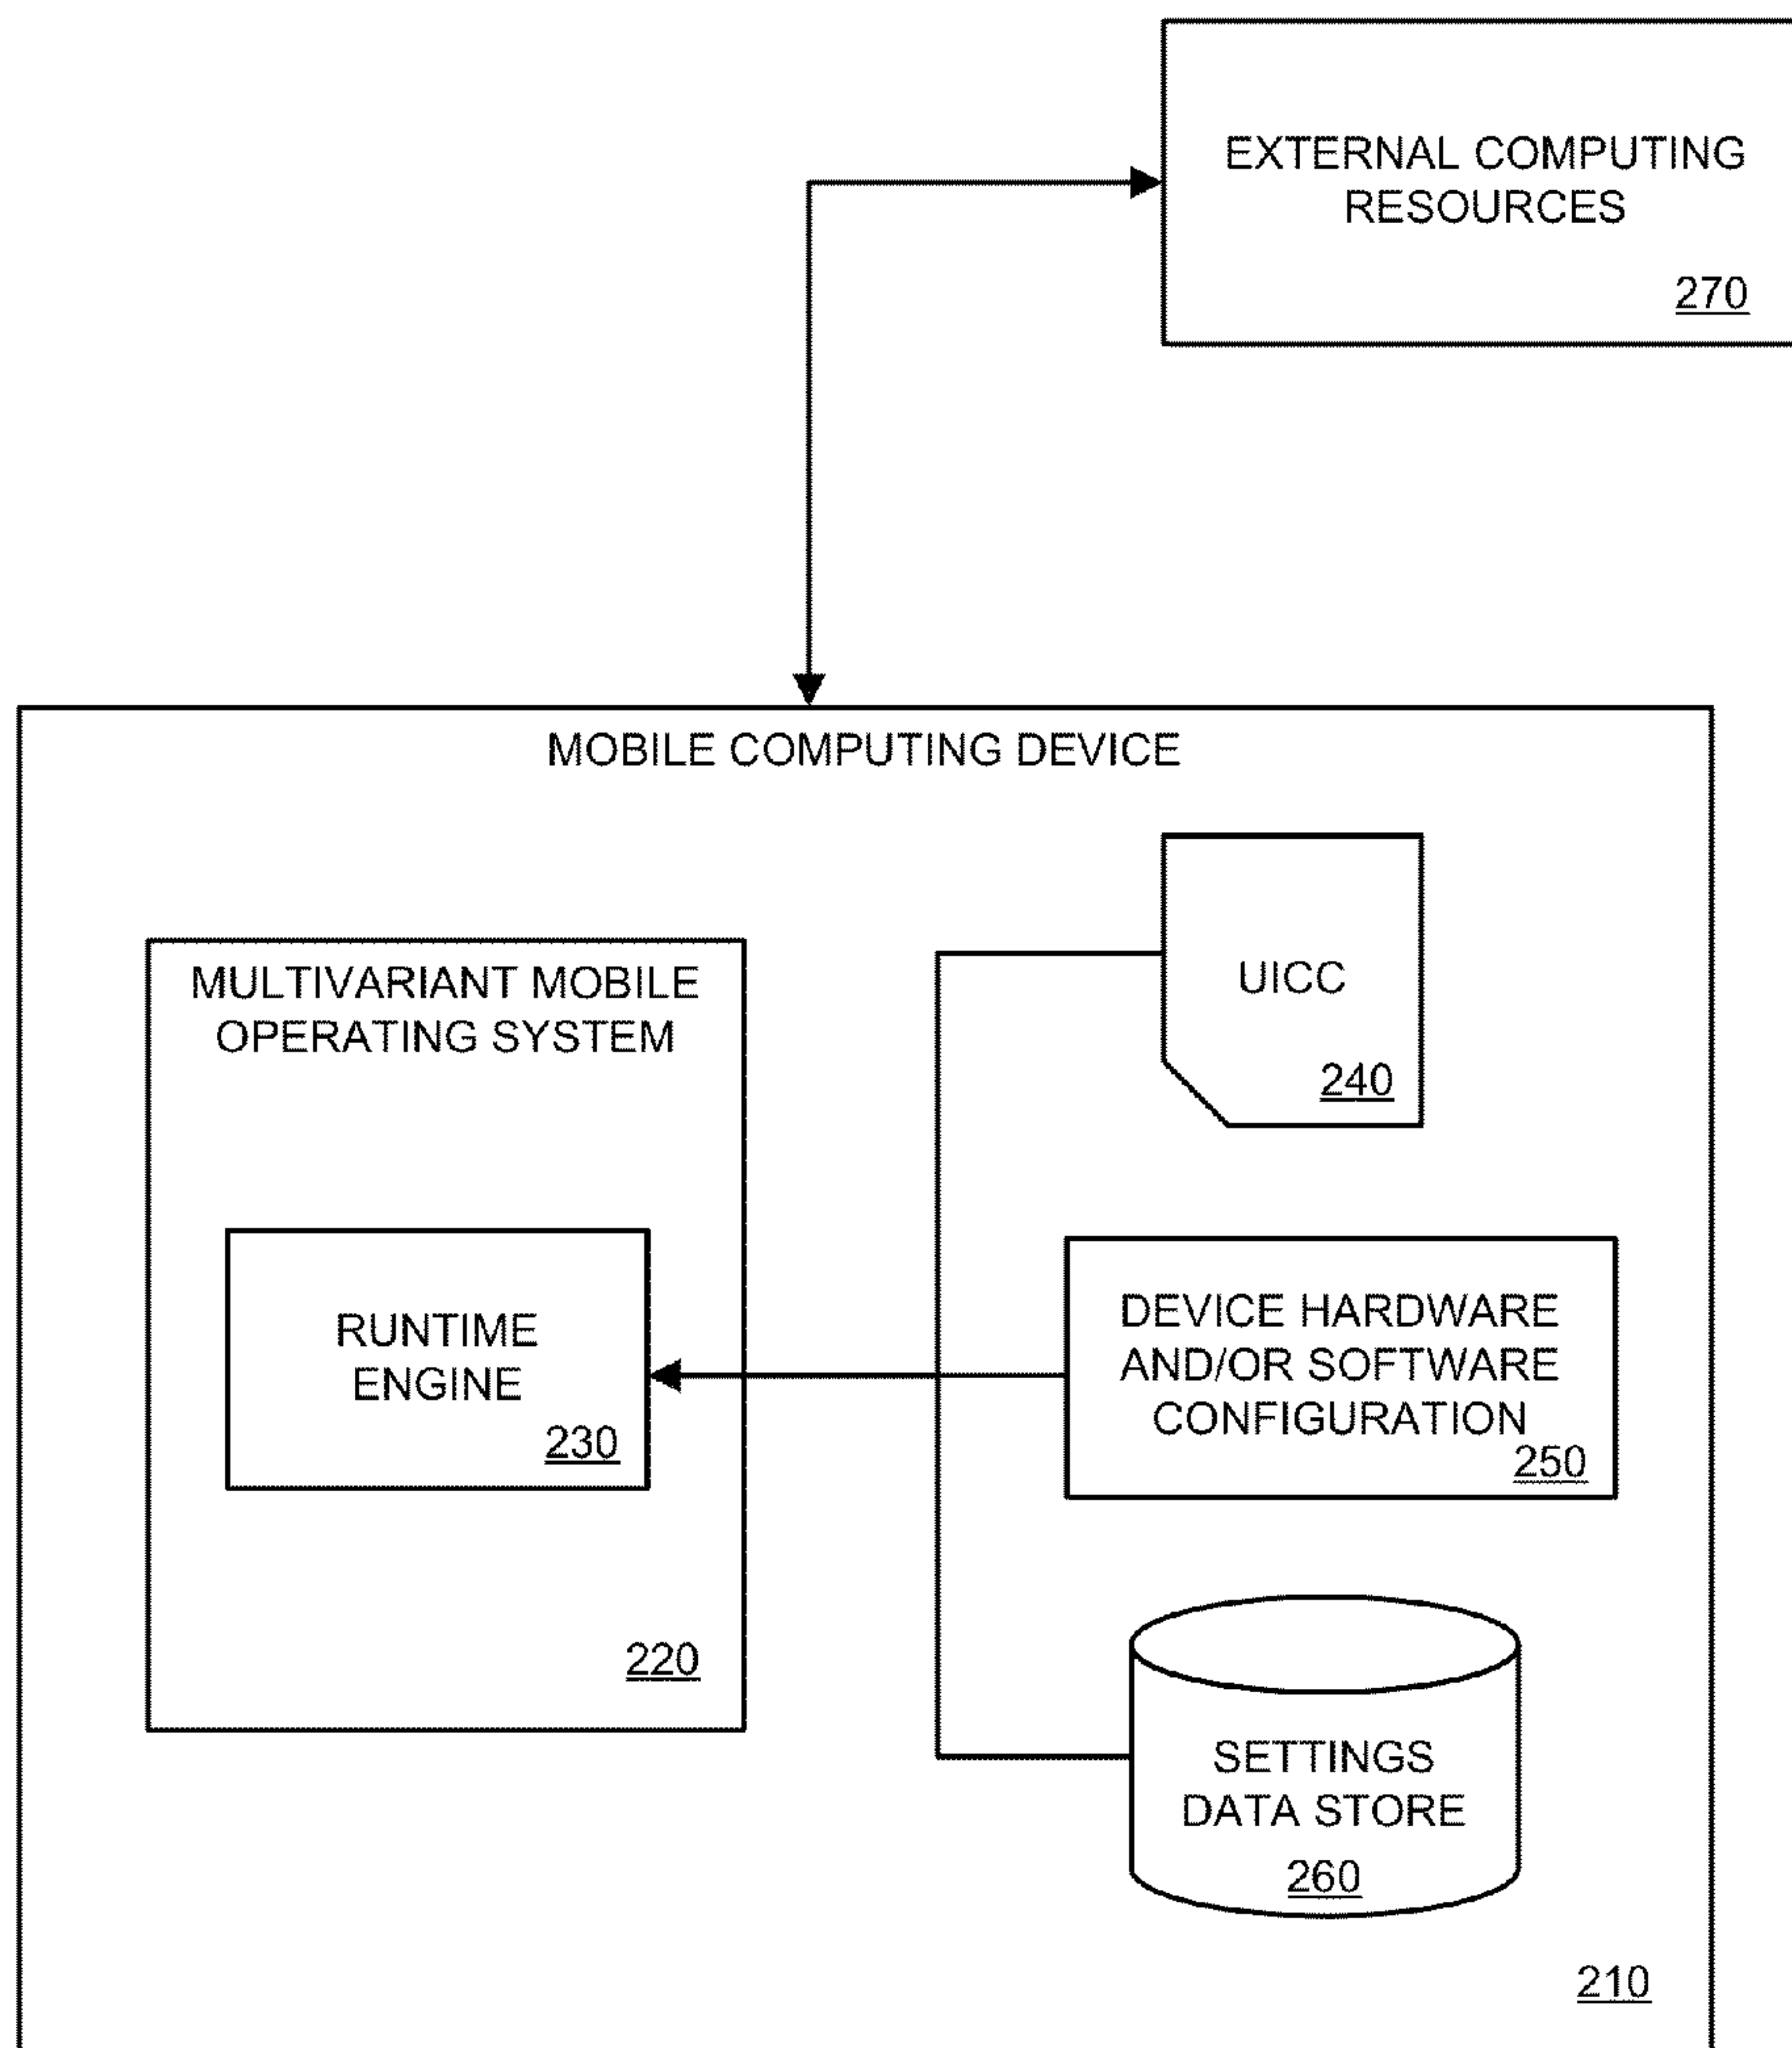 EXTERNAL COMPUTING
RESOURCES
270
MOBILE COMPUTING DEVICE
MULTIVARIANT MOBILE
OPERATING SYSTEM
RUNTIME
ENGINE
230
220
UICC
240
DEVICE HARDWARE
AND/OR SOFTWARE
CONFIGURATION
250
SETTINGS
DATA STORE
260
210